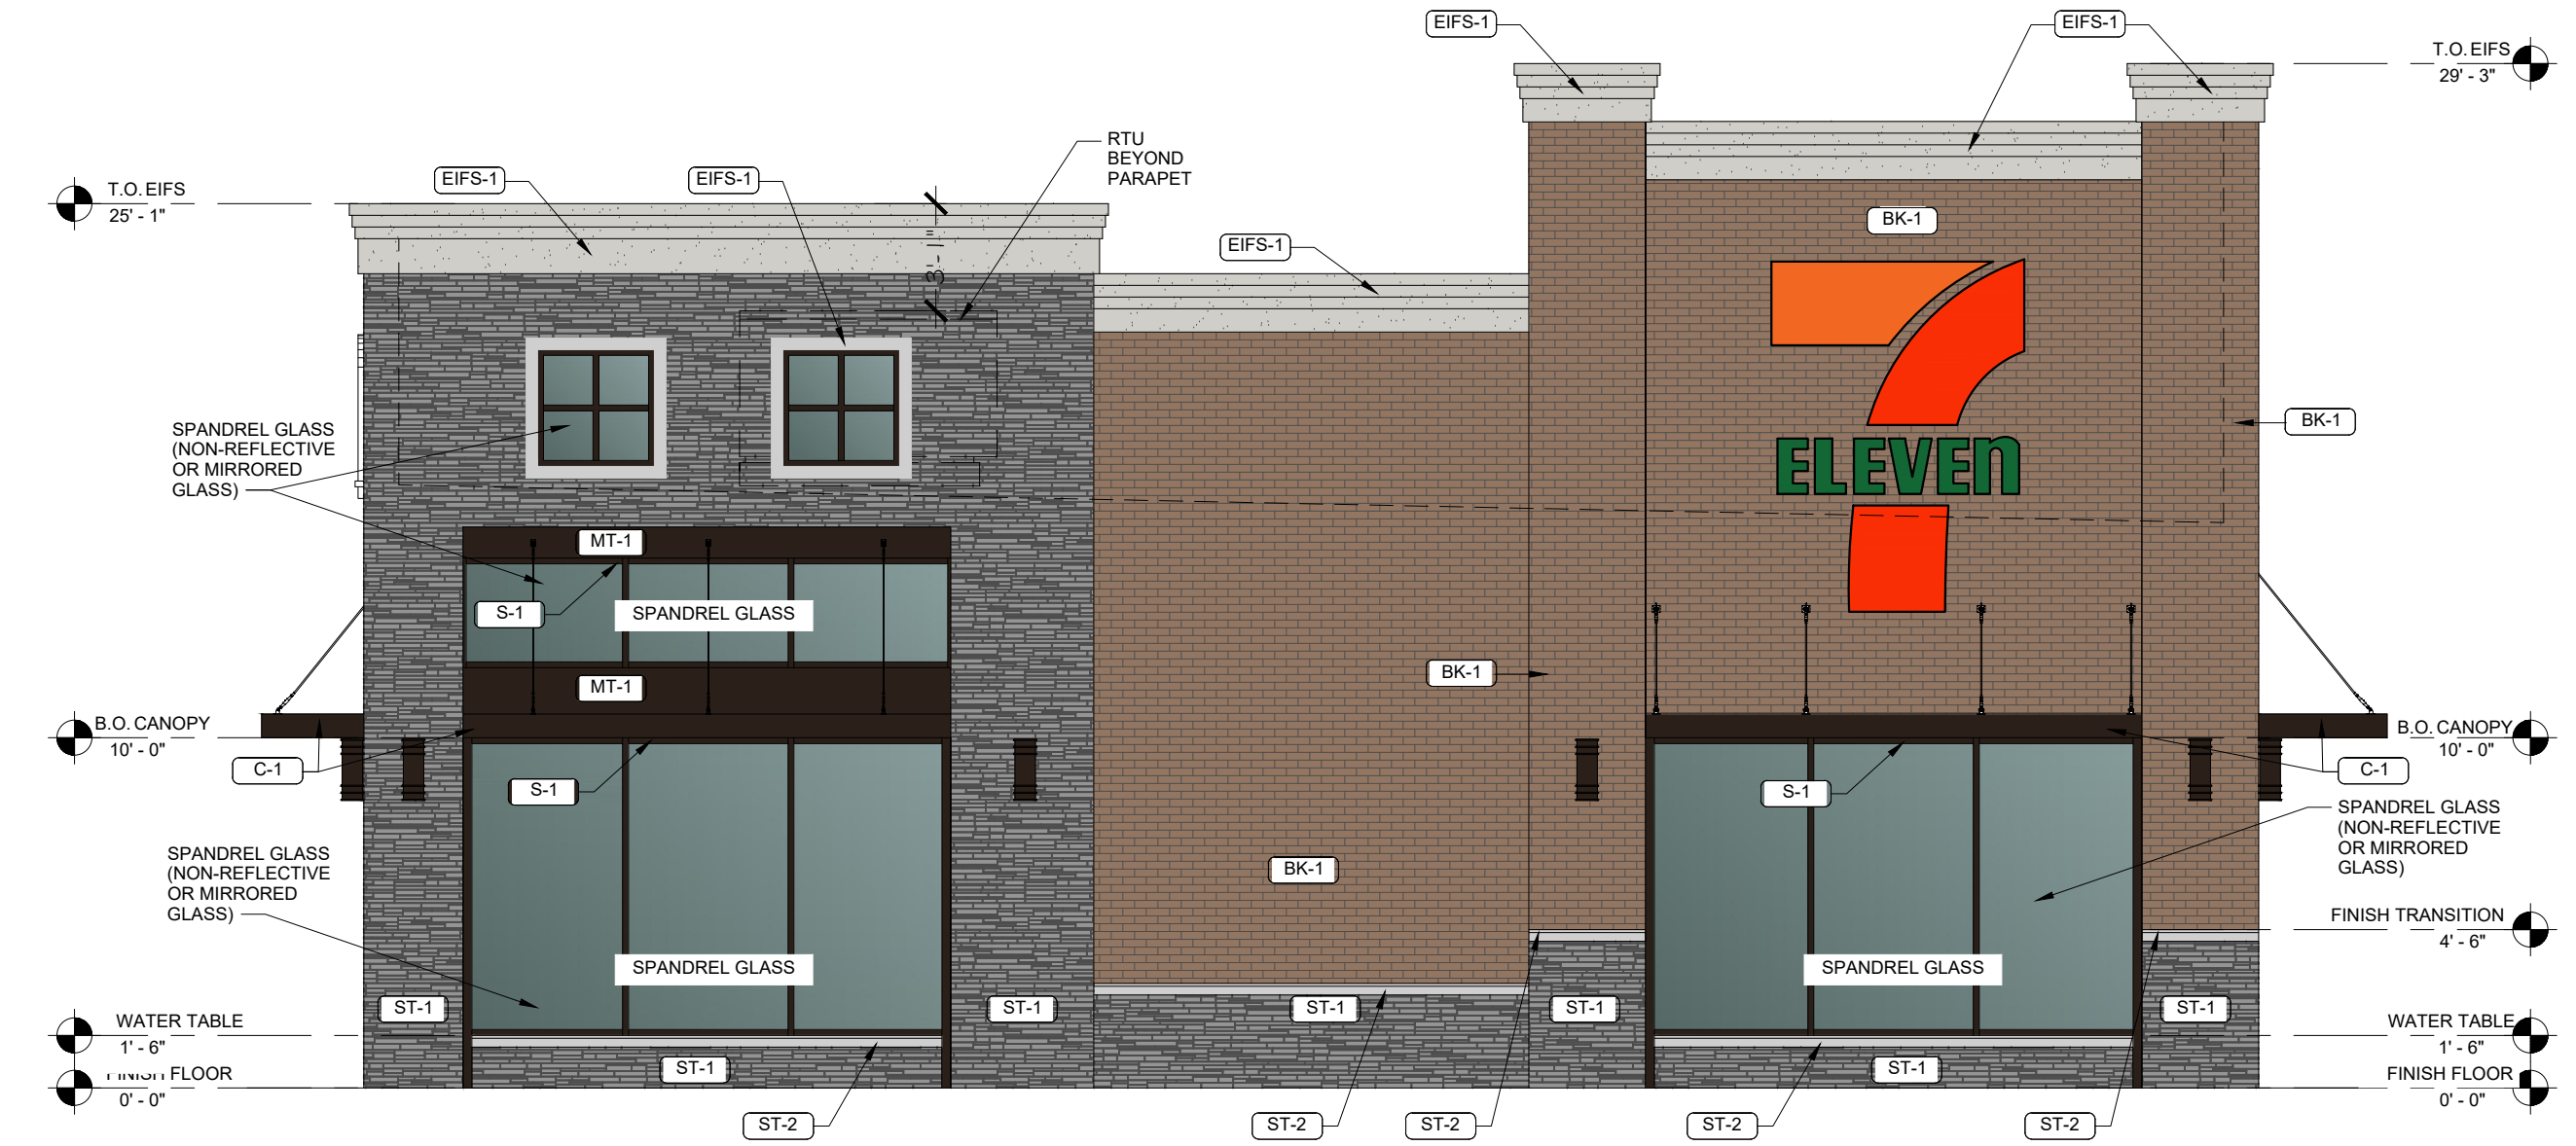 EIFS-1
EIFS-1
T.O. EIFS
29' - 3"
RTU
BEYOND
PARAPET
EIFS-1
EIFS-1
T.O. EIFS
25' - 1"
BK-1
EIFS-1
3' - 1"
7
ELEVEn
BK-1
SPANDREL GLASS
(NON-REFLECTIVE
OR MIRRORED
GLASS)
MT-1
S-1
SPANDREL GLASS
BK-1
MT-1
B.O. CANOPY
10' - 0"
B.O. CANOPY
10' - 0"
C-1
C-1
S-1
S-1
SPANDREL GLASS
(NON-REFLECTIVE
OR MIRRORED
GLASS)
SPANDREL GLASS
(NON-REFLECTIVE
OR MIRRORED
GLASS)
BK-1
FINISH TRANSITION
4' - 6"
SPANDREL GLASS
SPANDREL GLASS
ST-1
ST-1
ST-1
ST-1
ST-1
WATER TABLE
1' - 6"
WATER TABLE
1' - 6"
ST-1
ST-1
FINISH FLOOR
0' - 0"
FINISH FLOOR
0' - 0"
ST-2
ST-2
ST-2
ST-2
ST-2